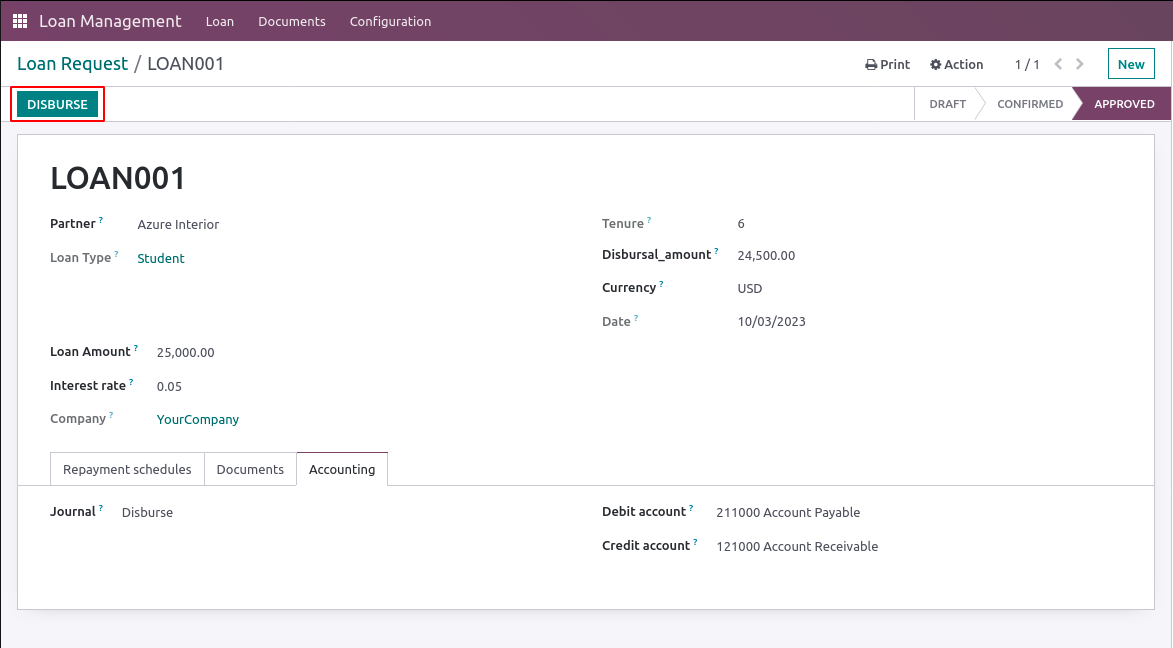 Loan Management Loan Documents Configuration
Loan Request / LOAN001 Print Action 1 / 1 New
DISBURSE DRAFT CONFIRMED APPROVED
LOAN001
Partner ? Azure Interior
Loan Type ? Student
Tenure ? 6
Disbursal_amount ? 24,500.00
Currency ? USD
Date ? 10/03/2023
Loan Amount ? 25,000.00
Interest rate ? 0.05
Company ? YourCompany
Repayment schedules Documents Accounting
Journal ? Disburse
Debit account ? 211000 Account Payable
Credit account ? 121000 Account Receivable